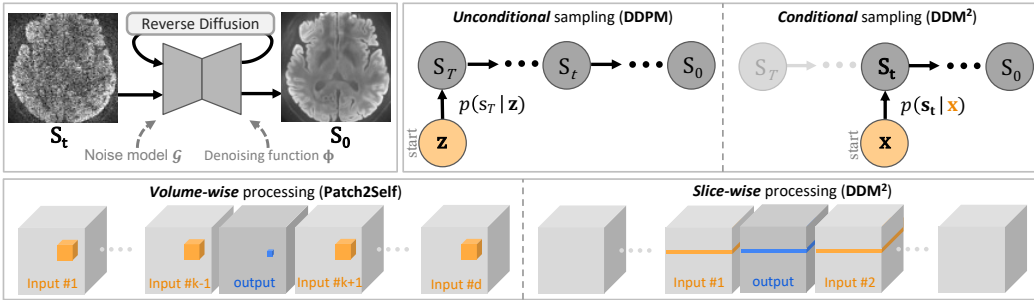 Reverse Diffusion
S_t
S_0
Noise model 𝒢
Denoising function ϕ
Unconditional sampling (DDPM)
S_T
S_t
S_0
p(s_T | z)
start
z
Conditional sampling (DDM²)
S_T
S_t
S_0
p(s_t | x)
start
x
Volume-wise processing (Patch2Self)
Input #1
Input #k-1
output
Input #k+1
Input #d
Slice-wise processing (DDM²)
Input #1
output
Input #2